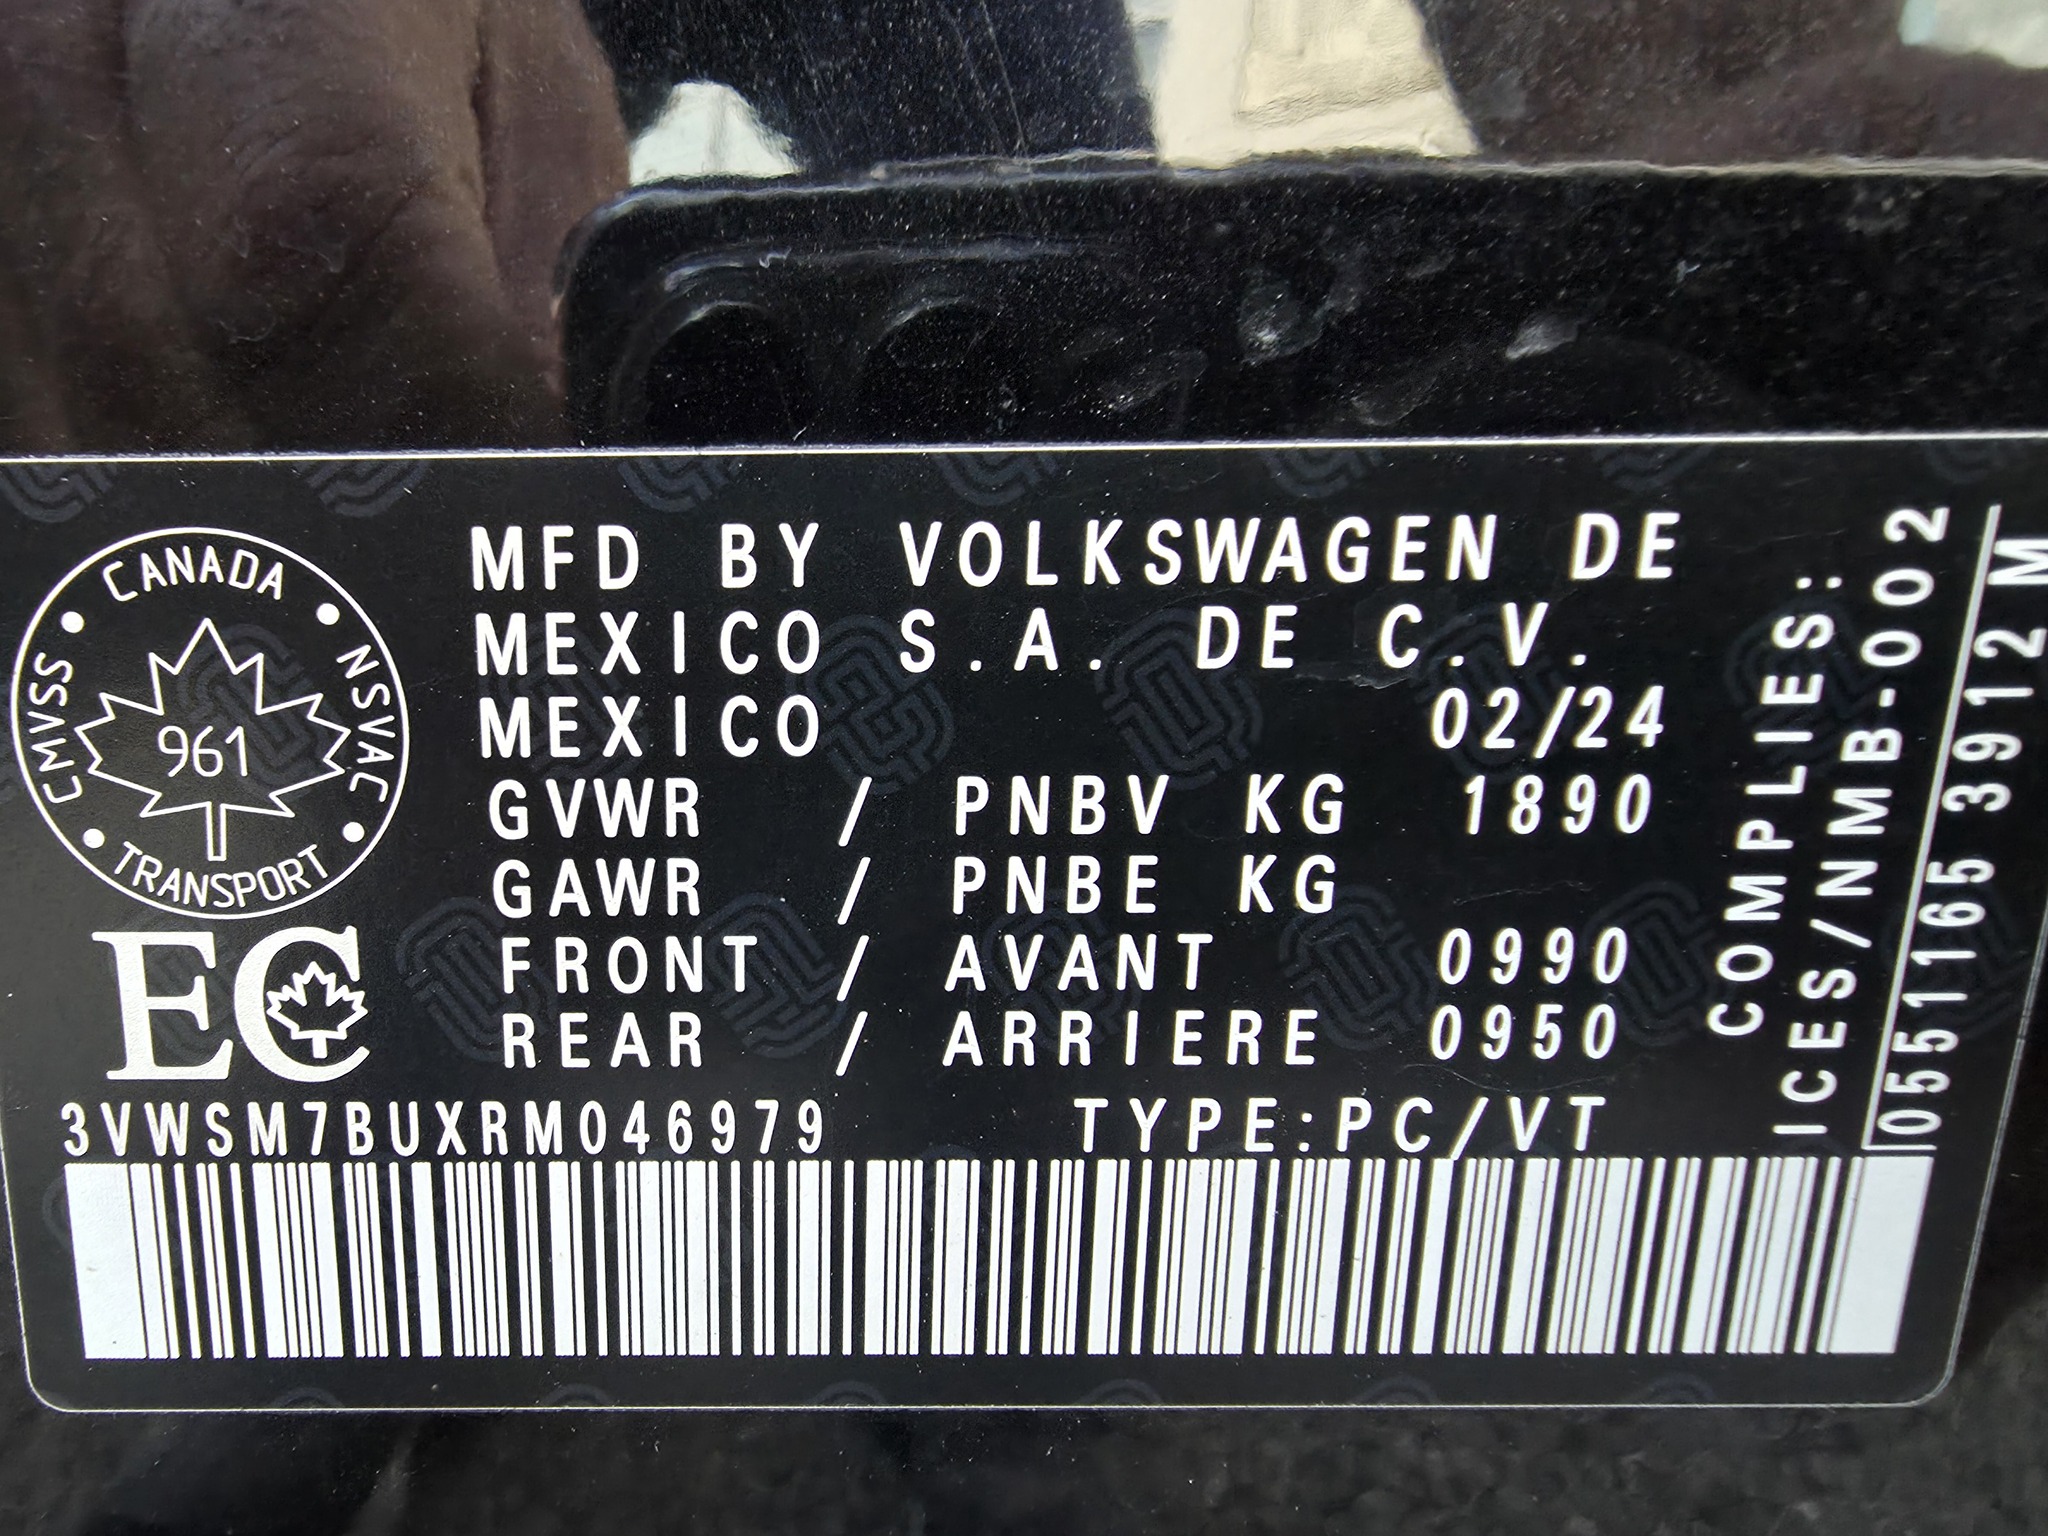 CANADA
CMVSS
NSVAC
961
TRANSPORT
EC
MFD BY VOLKSWAGEN DE
MEXICO S.A. DE C.V.
MEXICO 02/24
GVWR / PNBV KG 1890
GAWR / PNBE KG
FRONT / AVANT 0990
REAR / ARRIERE 0950
3VWSM7BUXRM046979 TYPE:PC/VT
COMPLIES:
ICES/NMB-002
0551165 3912 M